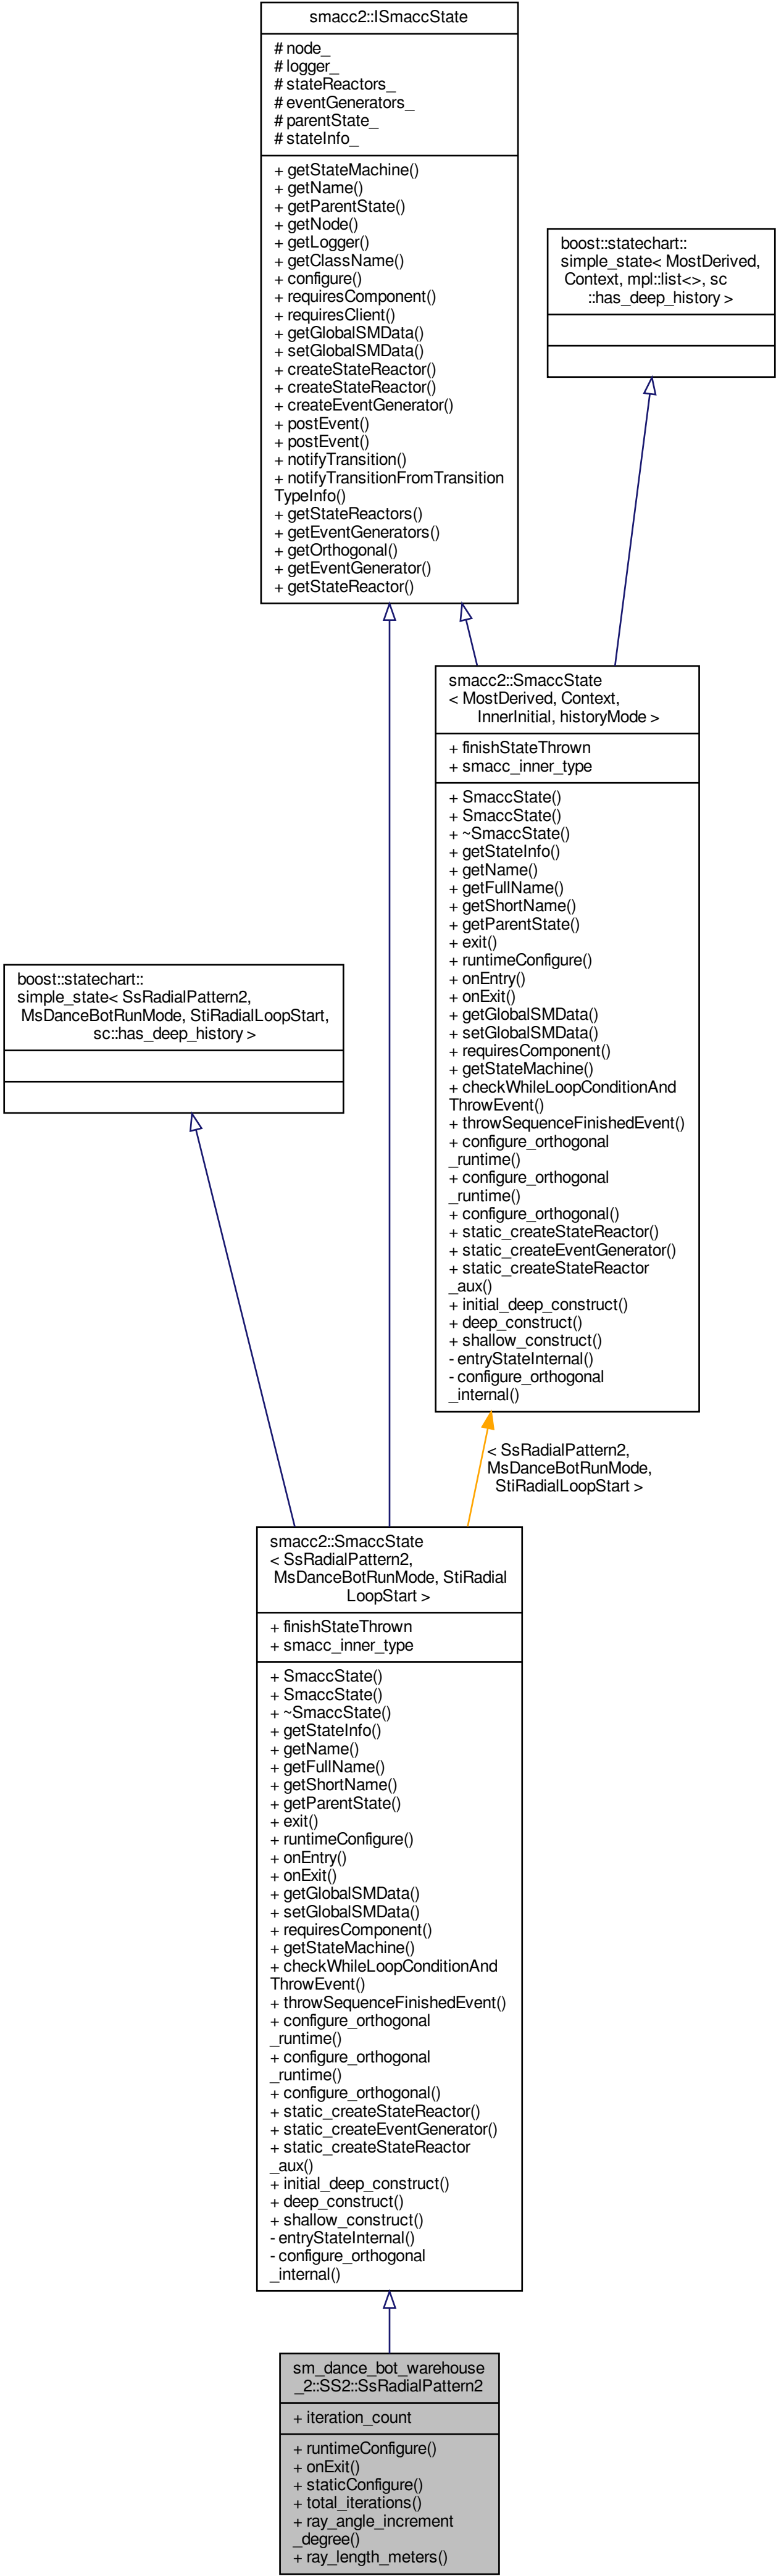 smacc2::ISmaccState
# node_
# logger_
# stateReactors_
# eventGenerators_
# parentState_
# stateInfo_
+ getStateMachine()
+ getName()
+ getParentState()
+ getNode()
+ getLogger()
+ getClassName()
+ configure()
+ requiresComponent()
+ requiresClient()
+ getGlobalSMData()
+ setGlobalSMData()
+ createStateReactor()
+ createStateReactor()
+ createEventGenerator()
+ postEvent()
+ postEvent()
+ notifyTransition()
+ notifyTransitionFromTransition
TypeInfo()
+ getStateReactors()
+ getEventGenerators()
+ getOrthogonal()
+ getEventGenerator()
+ getStateReactor()
boost::statechart::
simple_state< MostDerived,
Context, mpl::list<>, sc
::has_deep_history >
smacc2::SmaccState
< MostDerived, Context,
InnerInitial, historyMode >
+ finishStateThrown
+ smacc_inner_type
+ SmaccState()
+ SmaccState()
+ ~SmaccState()
+ getStateInfo()
+ getName()
+ getFullName()
+ getShortName()
+ getParentState()
+ exit()
+ runtimeConfigure()
+ onEntry()
+ onExit()
+ getGlobalSMData()
+ setGlobalSMData()
+ requiresComponent()
+ getStateMachine()
+ checkWhileLoopConditionAnd
ThrowEvent()
+ throwSequenceFinishedEvent()
+ configure_orthogonal
_runtime()
+ configure_orthogonal
_runtime()
+ configure_orthogonal()
+ static_createStateReactor()
+ static_createEventGenerator()
+ static_createStateReactor
_aux()
+ initial_deep_construct()
+ deep_construct()
+ shallow_construct()
- entryStateInternal()
- configure_orthogonal
_internal()
boost::statechart::
simple_state< SsRadialPattern2,
MsDanceBotRunMode, StiRadialLoopStart,
sc::has_deep_history >
< SsRadialPattern2,
MsDanceBotRunMode,
StiRadialLoopStart >
smacc2::SmaccState
< SsRadialPattern2,
MsDanceBotRunMode, StiRadial
LoopStart >
+ finishStateThrown
+ smacc_inner_type
+ SmaccState()
+ SmaccState()
+ ~SmaccState()
+ getStateInfo()
+ getName()
+ getFullName()
+ getShortName()
+ getParentState()
+ exit()
+ runtimeConfigure()
+ onEntry()
+ onExit()
+ getGlobalSMData()
+ setGlobalSMData()
+ requiresComponent()
+ getStateMachine()
+ checkWhileLoopConditionAnd
ThrowEvent()
+ throwSequenceFinishedEvent()
+ configure_orthogonal
_runtime()
+ configure_orthogonal
_runtime()
+ configure_orthogonal()
+ static_createStateReactor()
+ static_createEventGenerator()
+ static_createStateReactor
_aux()
+ initial_deep_construct()
+ deep_construct()
+ shallow_construct()
- entryStateInternal()
- configure_orthogonal
_internal()
sm_dance_bot_warehouse
_2::SS2::SsRadialPattern2
+ iteration_count
+ runtimeConfigure()
+ onExit()
+ staticConfigure()
+ total_iterations()
+ ray_angle_increment
_degree()
+ ray_length_meters()